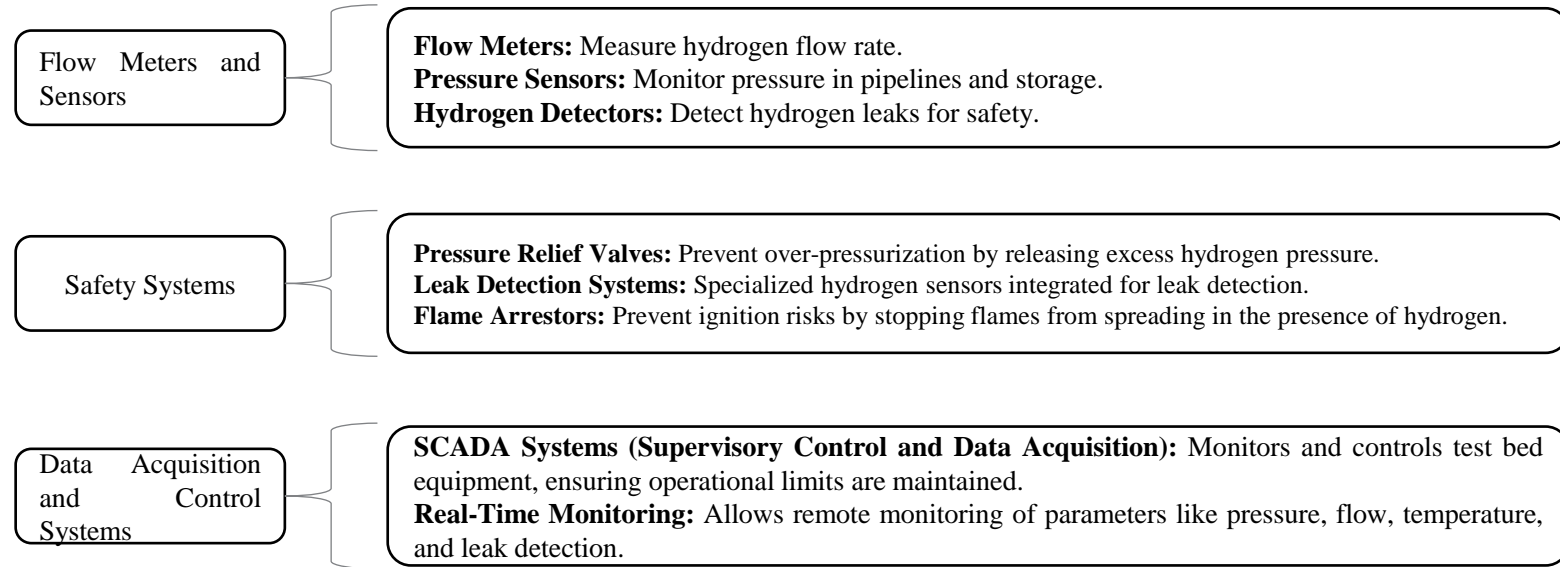 Flow Meters and
Sensors
Flow Meters: Measure hydrogen flow rate.
Pressure Sensors: Monitor pressure in pipelines and storage.
Hydrogen Detectors: Detect hydrogen leaks for safety.
Safety Systems
Pressure Relief Valves: Prevent over-pressurization by releasing excess hydrogen pressure.
Leak Detection Systems: Specialized hydrogen sensors integrated for leak detection.
Flame Arrestors: Prevent ignition risks by stopping flames from spreading in the presence of hydrogen.
Data Acquisition
and Control
Systems
SCADA Systems (Supervisory Control and Data Acquisition): Monitors and controls test bed
equipment, ensuring operational limits are maintained.
Real-Time Monitoring: Allows remote monitoring of parameters like pressure, flow, temperature,
and leak detection.